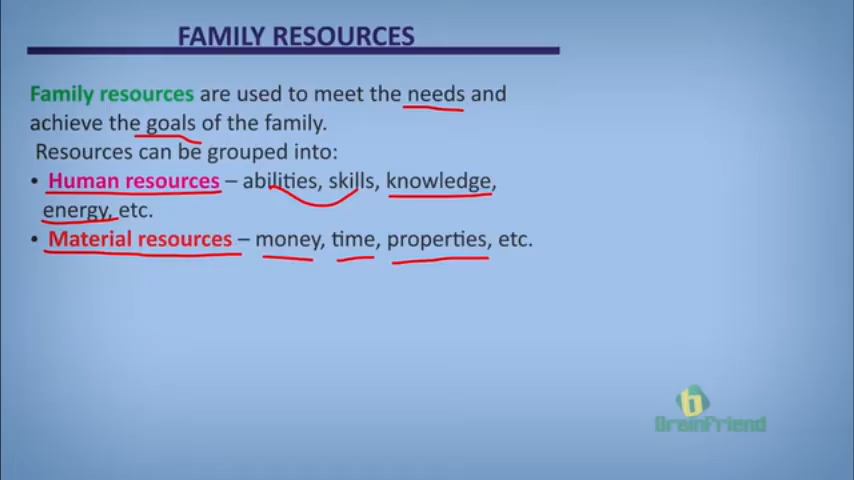 FAMILY RESOURCES
Family resources are used to meet the needs and
achieve the goals of the family.
Resources can be grouped into:
• Human resources – abilities, skills, knowledge,
energy, etc.
• Material resources – money, time, properties, etc.
b
BrainFriend